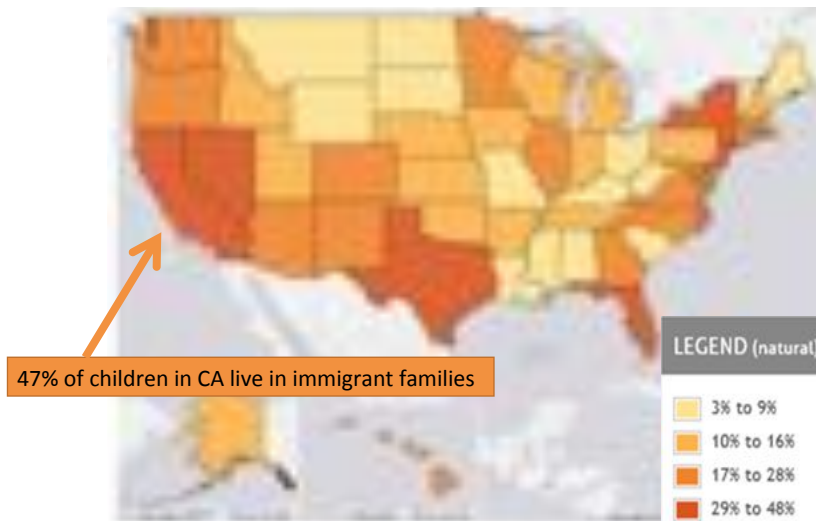 47% of children in CA live in immigrant families
LEGEND (natural)
3% to 9%
10% to 16%
17% to 28%
29% to 48%